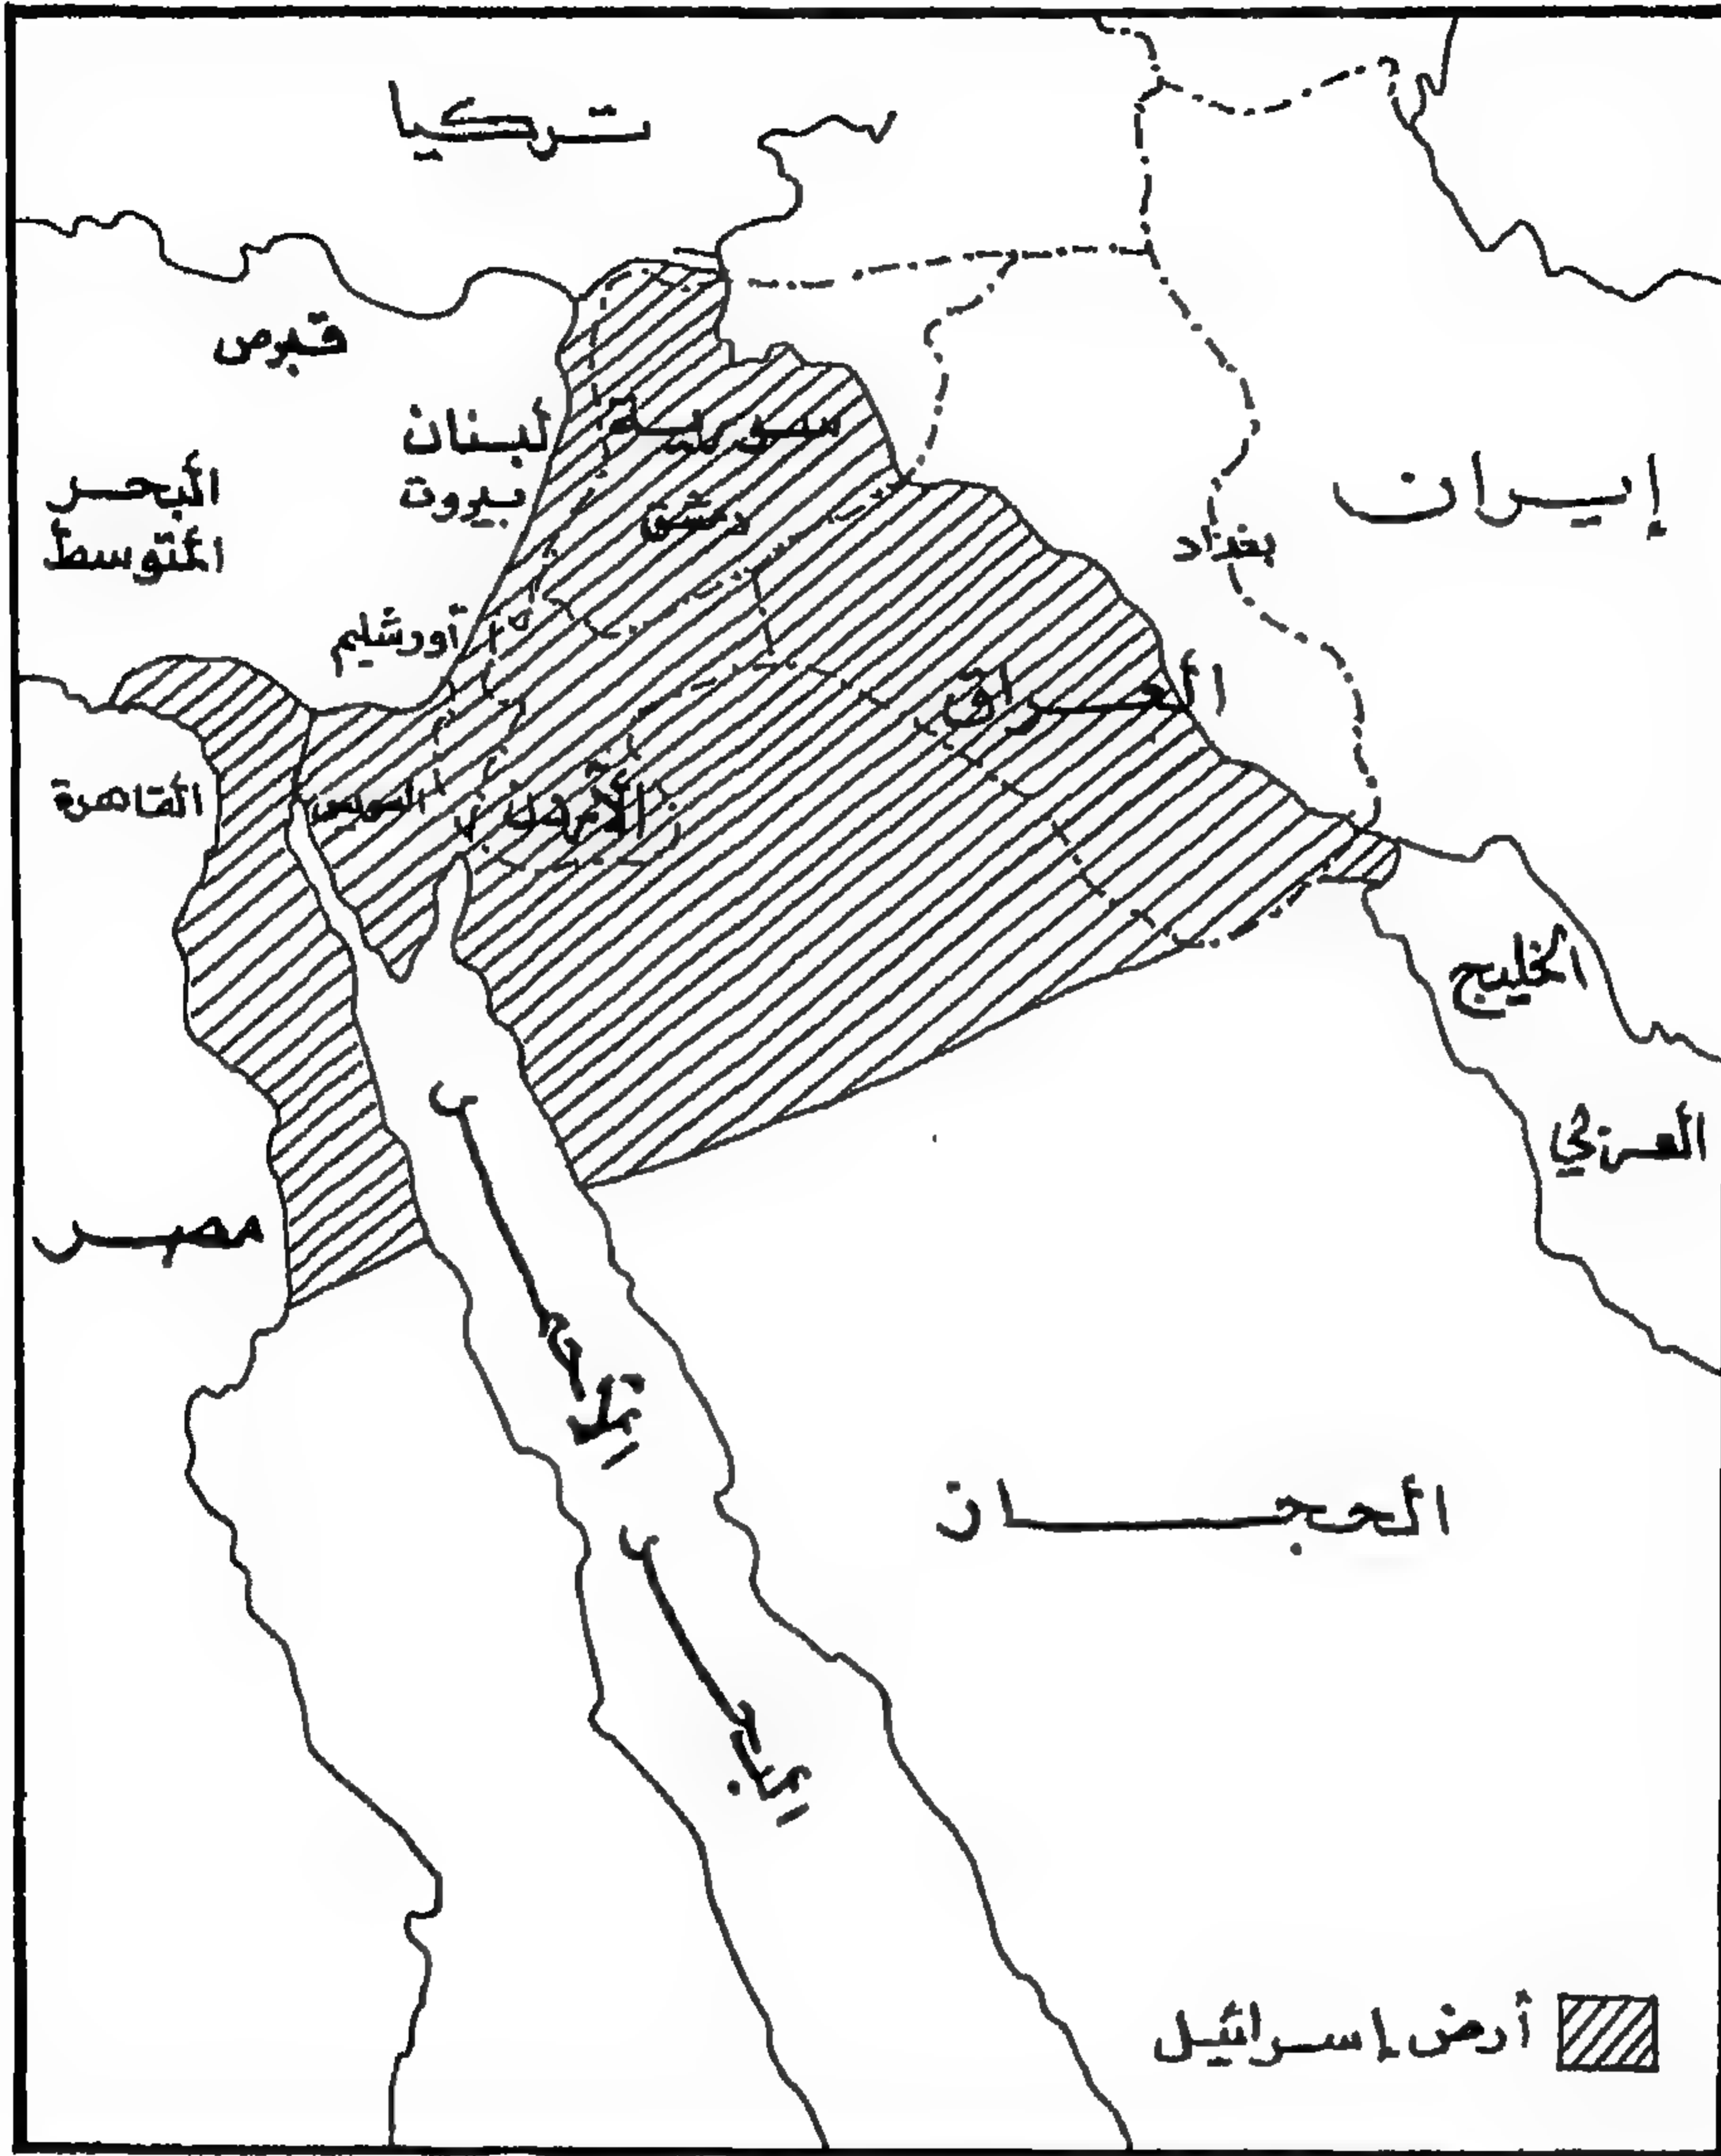 تركيا
قبرص
لبنان
سورية
بيروت
دمشق
البحر
المتوسط
إيران
بغداد
أورشليم
العراق
القاهرة
السويس
الأردن
الخليج
العربي
مصر
البحر
الحجاز
الأحمر
أرض إسرائيل